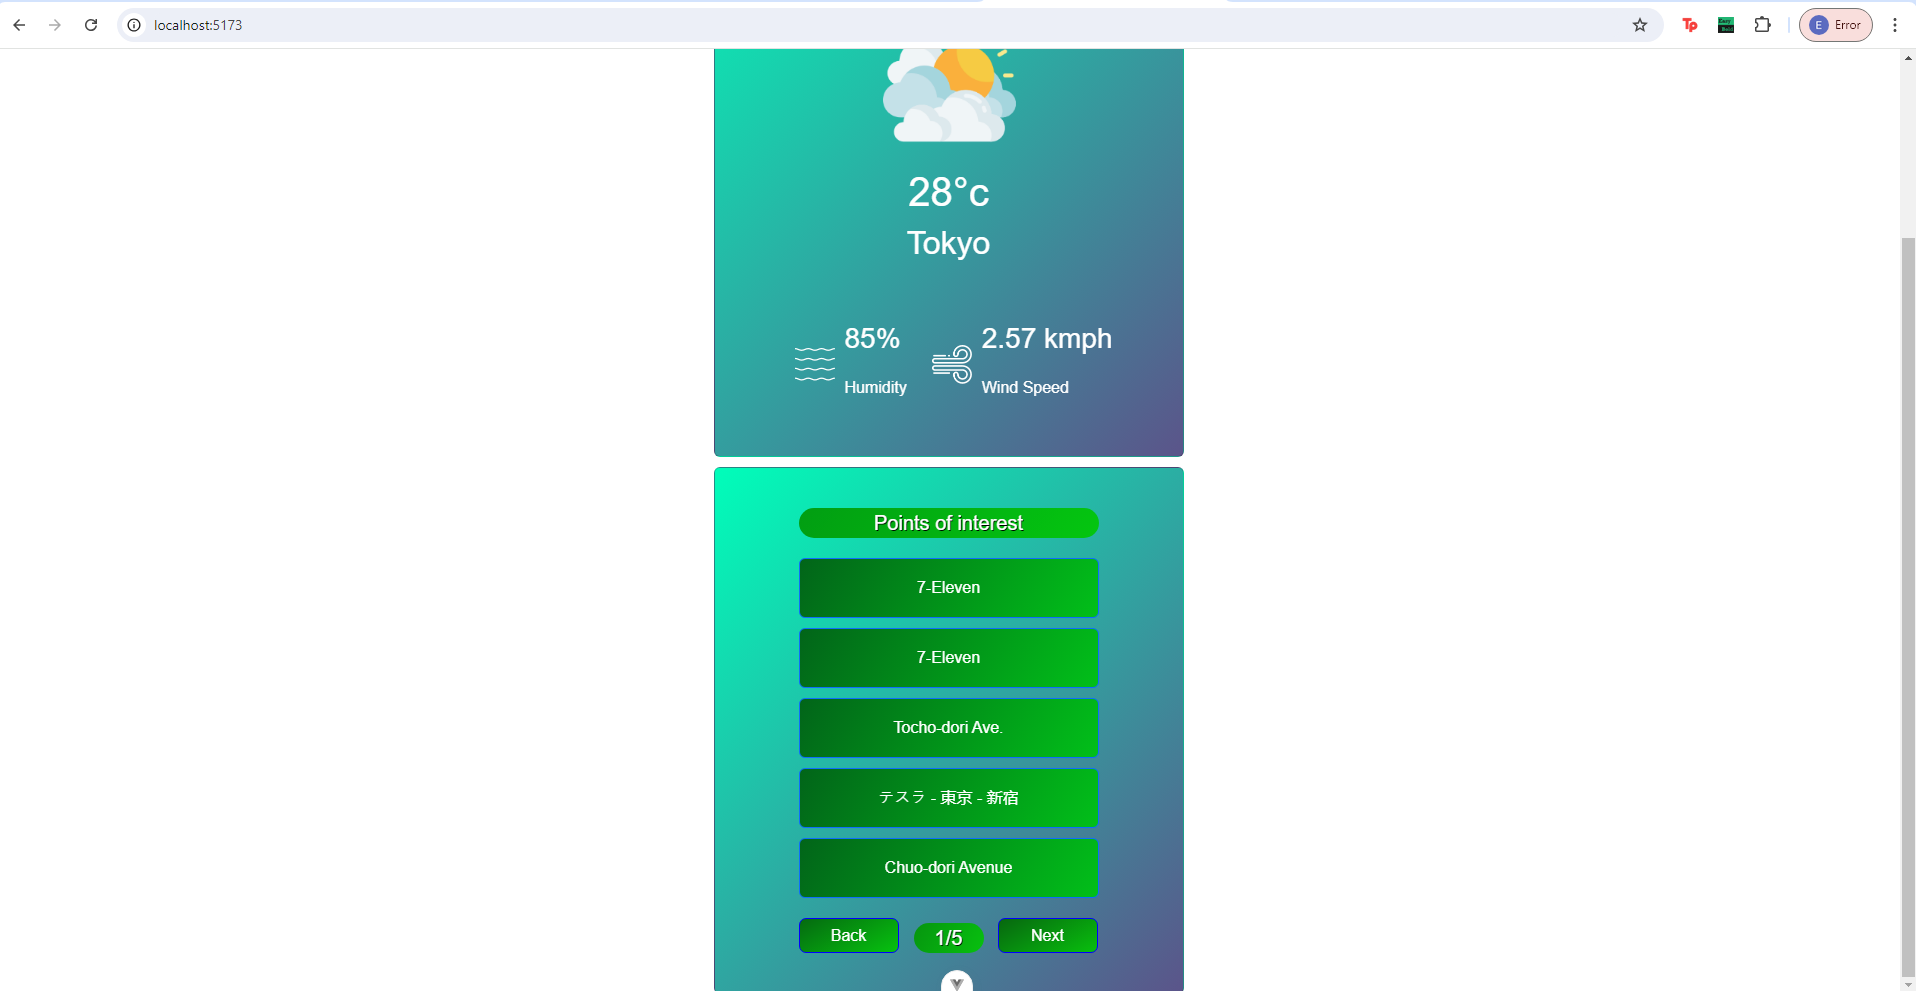 localhost:5173
Tp
E Error
28°c
Tokyo
85%
Humidity
2.57 kmph
Wind Speed
Points of interest
7-Eleven
7-Eleven
Tocho-dori Ave.
テスラ - 東京 - 新宿
Chuo-dori Avenue
Back
1/5
Next